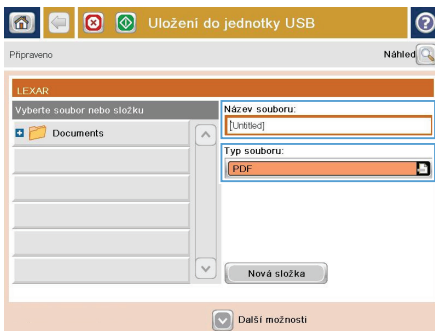 Uložení do jednotky USB
Připraveno
Náhled
LEXAR
Vyberte soubor nebo složku
Název souboru:
Documents
[Untitled]
Typ souboru:
PDF
Nová složka
Další možnosti